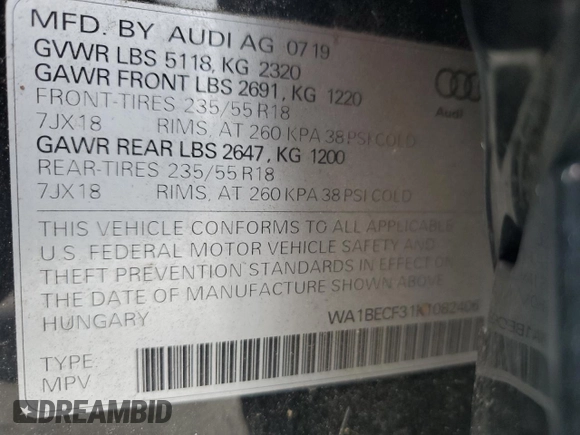 MFD. BY AUDI AG 0719
GVWR LBS 5118, KG 2320
GAWR FRONT LBS 2691, KG 1220
FRONT-TIRES 235/55 R18
7JX18 RIMS, AT 260 KPA 38 PSI COLD
GAWR REAR LBS 2647, KG 1200
REAR-TIRES 235/55 R18
7JX18 RIMS, AT 260 KPA 38 PSI COLD
Audi
THIS VEHICLE CONFORMS TO ALL APPLICABLE
U.S. FEDERAL MOTOR VEHICLE SAFETY AND
THEFT PREVENTION STANDARDS IN EFFECT ON
THE DATE OF MANUFACTURE SHOWN ABOVE
HUNGARY
TYPE:
MPV
DREAMBID